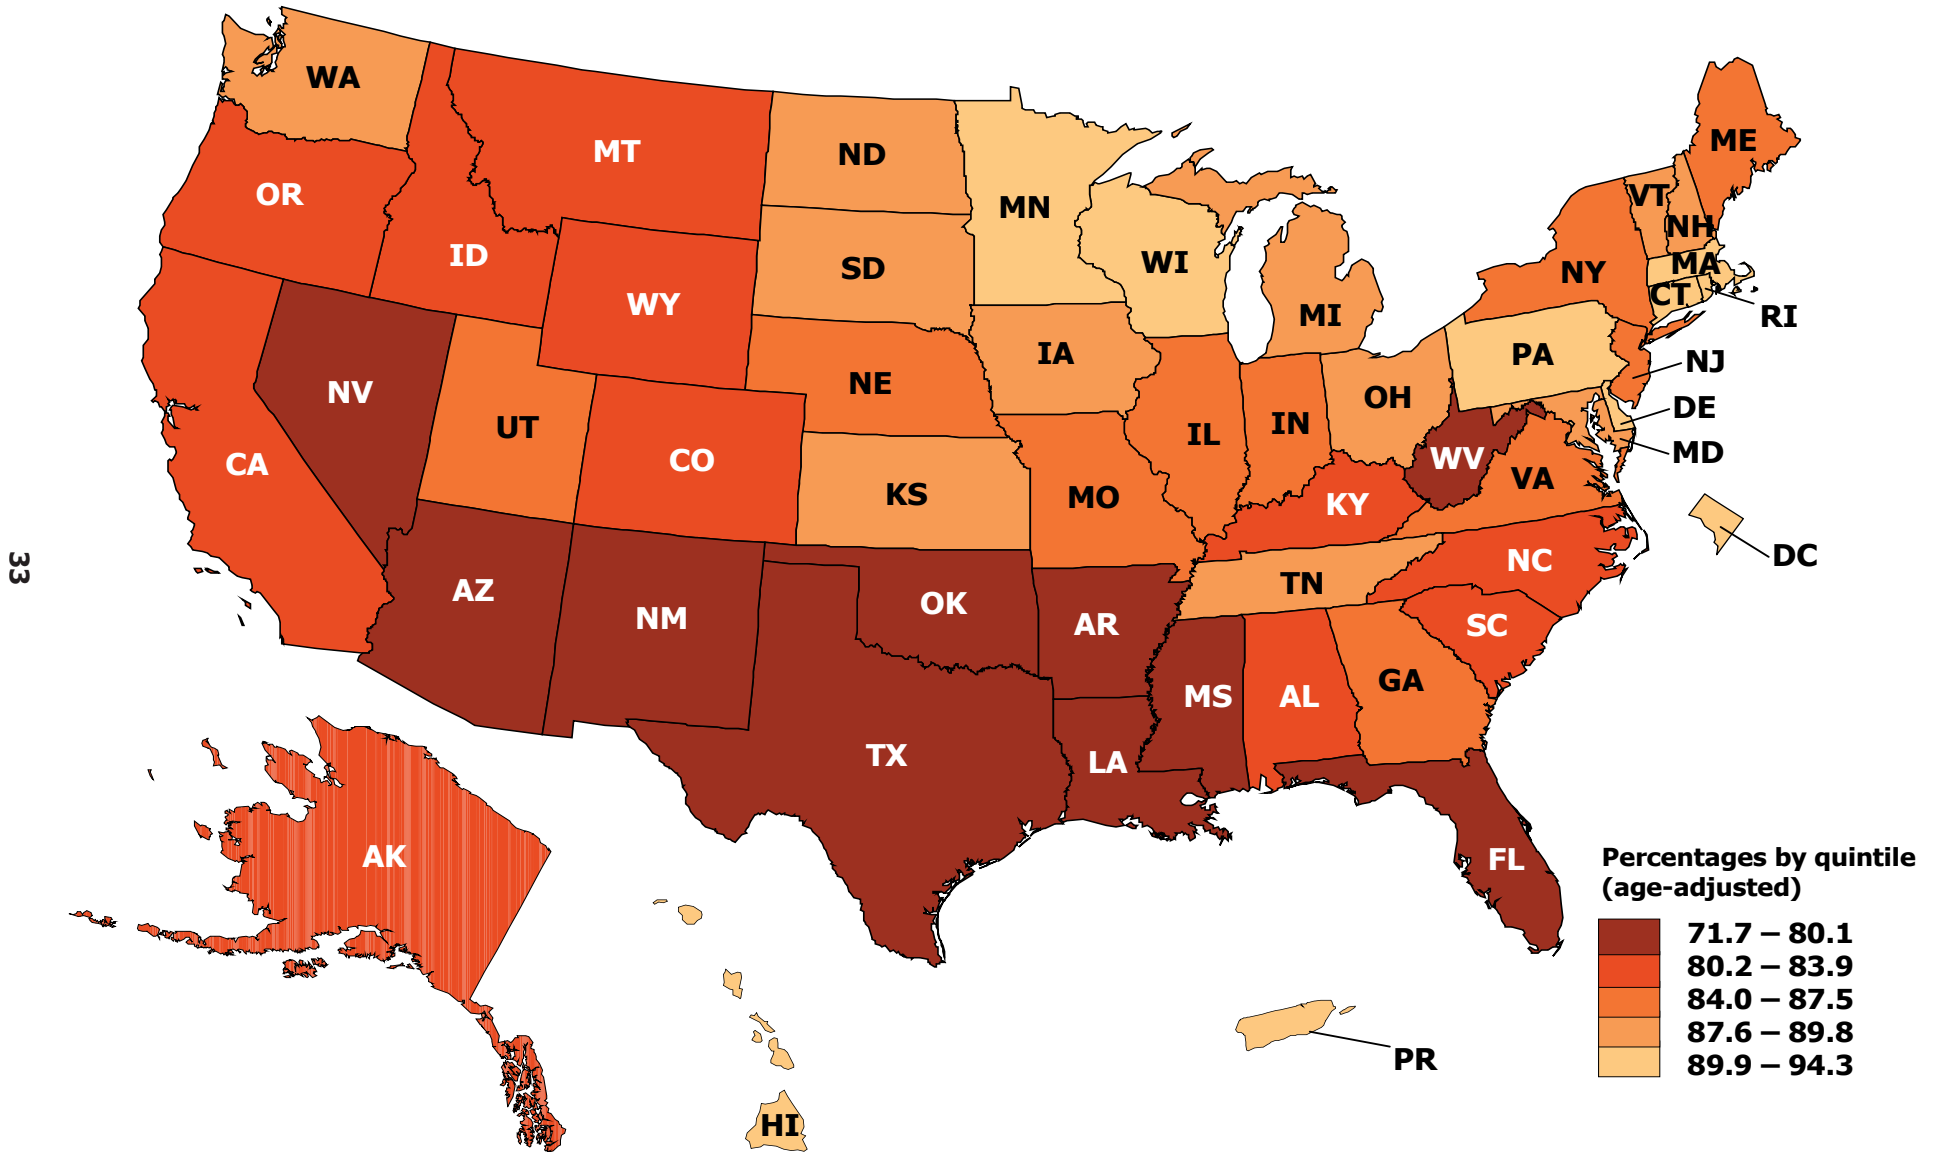 WA
MT
ND
MN
ME
OR
ID
SD
WI
VT
NH
MA
NY
CT
RI
WY
MI
NV
UT
CO
NE
IA
PA
NJ
DE
MD
OH
IN
IL
CA
KS
MO
WV
VA
KY
DC
33
AZ
NM
OK
AR
TN
NC
SC
TX
LA
MS
AL
GA
FL
AK
HI
PR
Percentages by quintile
(age-adjusted)
71.7 – 80.1
80.2 – 83.9
84.0 – 87.5
87.6 – 89.8
89.9 – 94.3